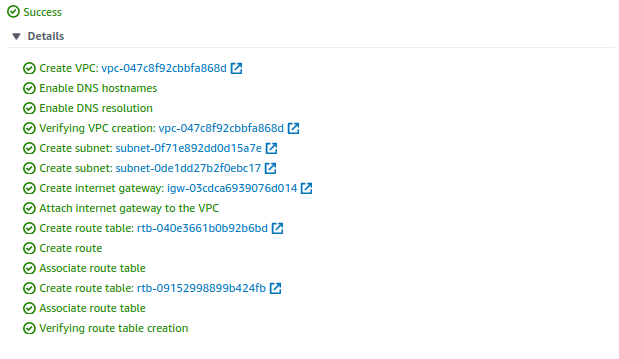 Success
Details
Create VPC: vpc-047c8f92cbbfa868d
Enable DNS hostnames
Enable DNS resolution
Verifying VPC creation: vpc-047c8f92cbbfa868d
Create subnet: subnet-0f71e892dd0d15a7e
Create subnet: subnet-0de1dd27b2f0ebc17
Create internet gateway: igw-03cdca6939076d014
Attach internet gateway to the VPC
Create route table: rtb-040e3661b0b92b6bd
Create route
Associate route table
Create route table: rtb-09152998899b424fb
Associate route table
Verifying route table creation